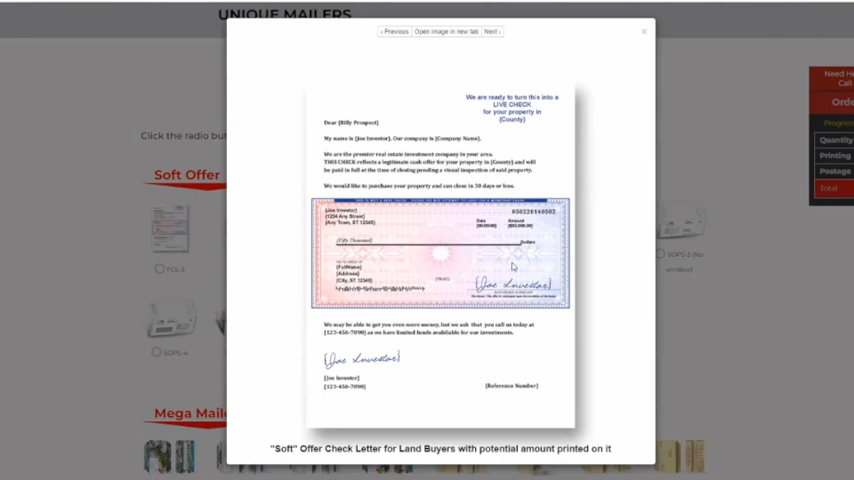 UNIQUE MAILERS
‹ Previous
Open image in new tab
Next ›
×
Need He
Call
Orde
Progres
Quantity
Printing
Postage
Total
Click the radio but
Soft Offer
FCL-3
SOPS-4
SOPS-3 (No
window)
Mega Maile
We are ready to turn this into a
LIVE CHECK
for your property in
{County}
Dear {Billy Prospect}
My name is {Joe Investor}. Our company is {Company Name}.
We are the premier real estate investment company in your area.
THIS CHECK reflects a legitimate cash offer for your property in {County} and will
be paid in full at the time of closing pending a visual inspection of said property.
We would like to purchase your property and can close in 30 days or less.
{Joe Investor}
{1234 Any Street}
{Any Town, ST 12345}
050220140502
Date
Amount
{Fifty Thousand}
Dollars
{FullName}
{Address}
{City, ST 12345}
{Joe Investor}
We may be able to get you even more money, but we ask that you call us today at
{123-456-7890} as we have limited funds available for our investments.
{Joe Investor}
{Joe Investor}
{123-456-7890}
{Reference Number}
"Soft" Offer Check Letter for Land Buyers with potential amount printed on it